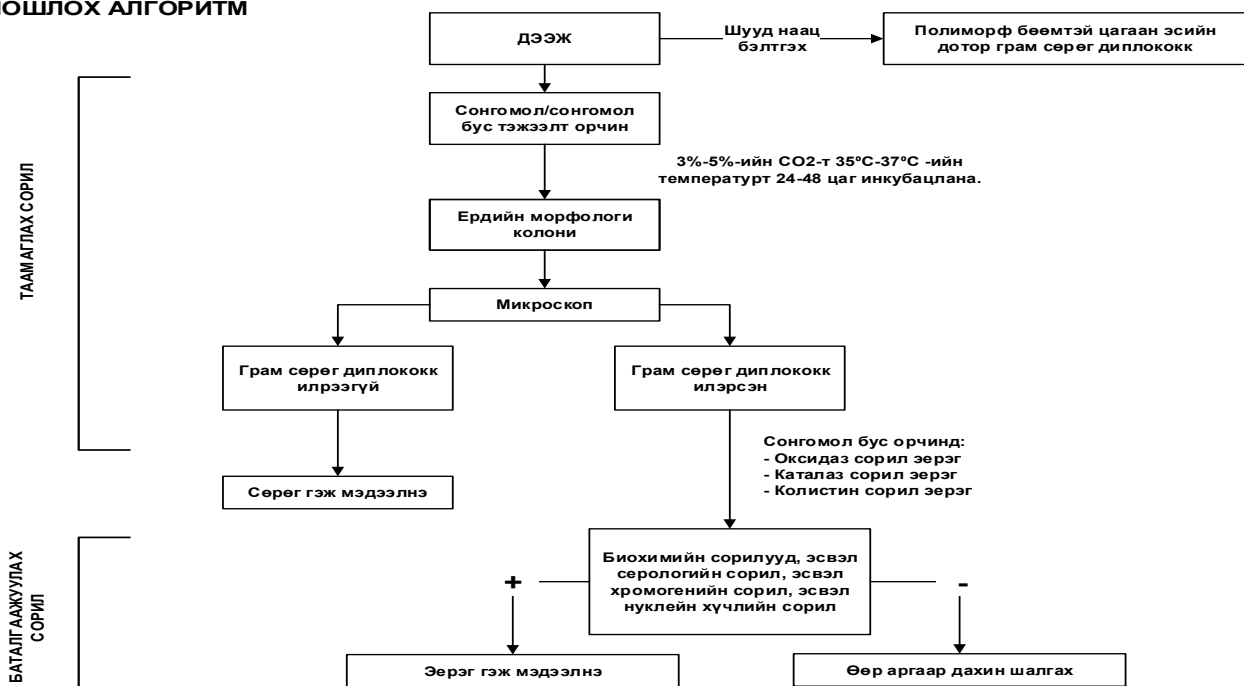 ОШЛОХ АЛГОРИТМ
ДЭЭЖ
Шууд наац
бэлтгэх
Полиморф бөөмтэй цагаан эсийн
дотор грам сөрөг диплококк
ТААМАГЛАХ СОРИЛ
Сонгомол/сонгомол
бус тэжээлт орчин
3%-5%-ийн СО2-т 35ºС-37ºС -ийн
температурт 24-48 цаг инкубацлана.
Ердийн морфологи
колони
Микроскоп
Грам сөрөг диплококк
илрээгүй
Грам сөрөг диплококк
илэрсэн
Сонгомол бус орчинд:
- Оксидаз сорил эерэг
- Каталаз сорил эерэг
- Колистин сорил эерэг
Сөрөг гэж мэдээлнэ
БАТАЛГААЖУУЛАХ
СОРИЛ
Биохимийн сорилууд, эсвэл
серологийн сорил, эсвэл
хромогенийн сорил, эсвэл
нуклейн хүчлийн сорил
+
-
Эерэг гэж мэдээлнэ
Өөр аргаар дахин шалгах